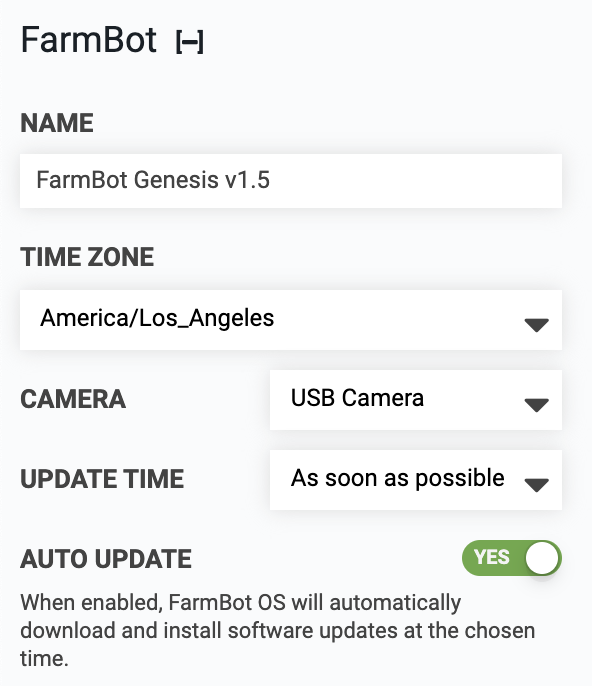 FarmBot [–]
NAME
FarmBot Genesis v1.5
TIME ZONE
America/Los_Angeles
CAMERA USB Camera
UPDATE TIME As soon as possible
AUTO UPDATE YES
When enabled, FarmBot OS will automatically
download and install software updates at the chosen
time.